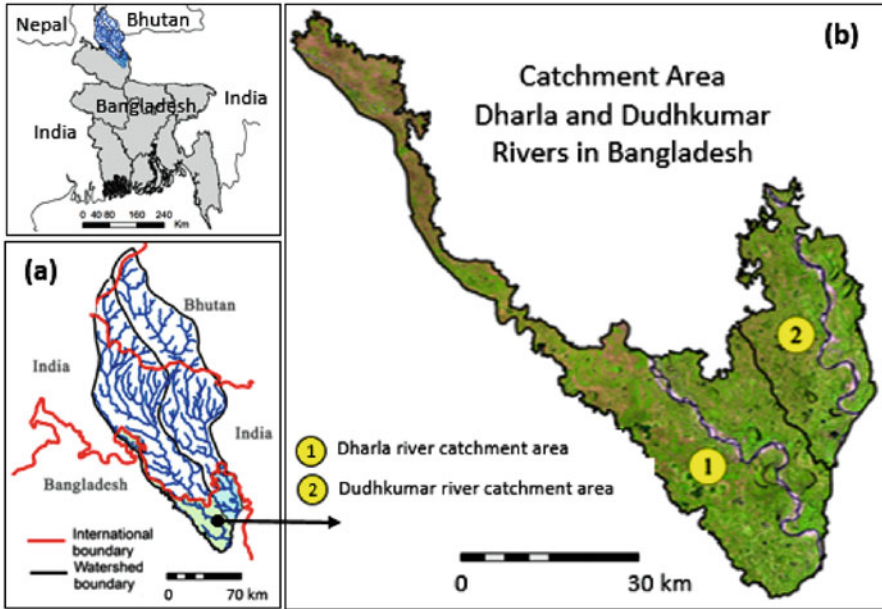 Nepal
Bhutan
Bangladesh
India
India
0 40 80 160 240
Km
(a)
Bhutan
India
India
Bangladesh
International
boundary
Watershed
boundary
0 70 km
(b)
Catchment Area
Dharla and Dudhkumar
Rivers in Bangladesh
2
1
1 Dharla river catchment area
2 Dudhkumar river catchment area
0 30 km